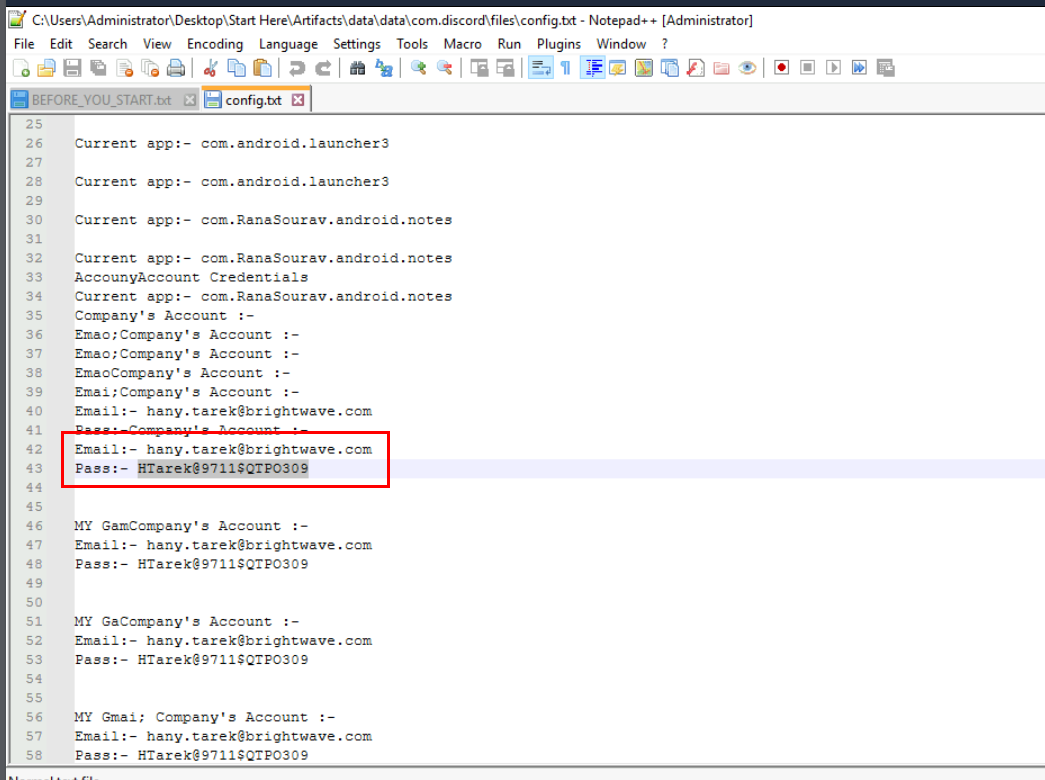 C:\Users\Administrator\Desktop\Start Here\Artifacts\data\data\com.discord\files\config.txt - Notepad++ [Administrator]
File Edit Search View Encoding Language Settings Tools Macro Run Plugins Window ?
BEFORE_YOU_START.txt config.txt
25
26 Current app:- com.android.launcher3
27
28 Current app:- com.android.launcher3
29
30 Current app:- com.RanaSourav.android.notes
31
32 Current app:- com.RanaSourav.android.notes
33 AccounyAccount Credentials
34 Current app:- com.RanaSourav.android.notes
35 Company's Account :-
36 Emao;Company's Account :-
37 Emao;Company's Account :-
38 EmaoCompany's Account :-
39 Emai;Company's Account :-
40 Email:- hany.tarek@brightwave.com
41 Pass:-Company's Account :-
42 Email:- hany.tarek@brightwave.com
43 Pass:- HTarek@9711$QTPO309
44
45
46 MY GamCompany's Account :-
47 Email:- hany.tarek@brightwave.com
48 Pass:- HTarek@9711$QTPO309
49
50
51 MY GaCompany's Account :-
52 Email:- hany.tarek@brightwave.com
53 Pass:- HTarek@9711$QTPO309
54
55
56 MY Gmai; Company's Account :-
57 Email:- hany.tarek@brightwave.com
58 Pass:- HTarek@9711$QTPO309
Normal text file